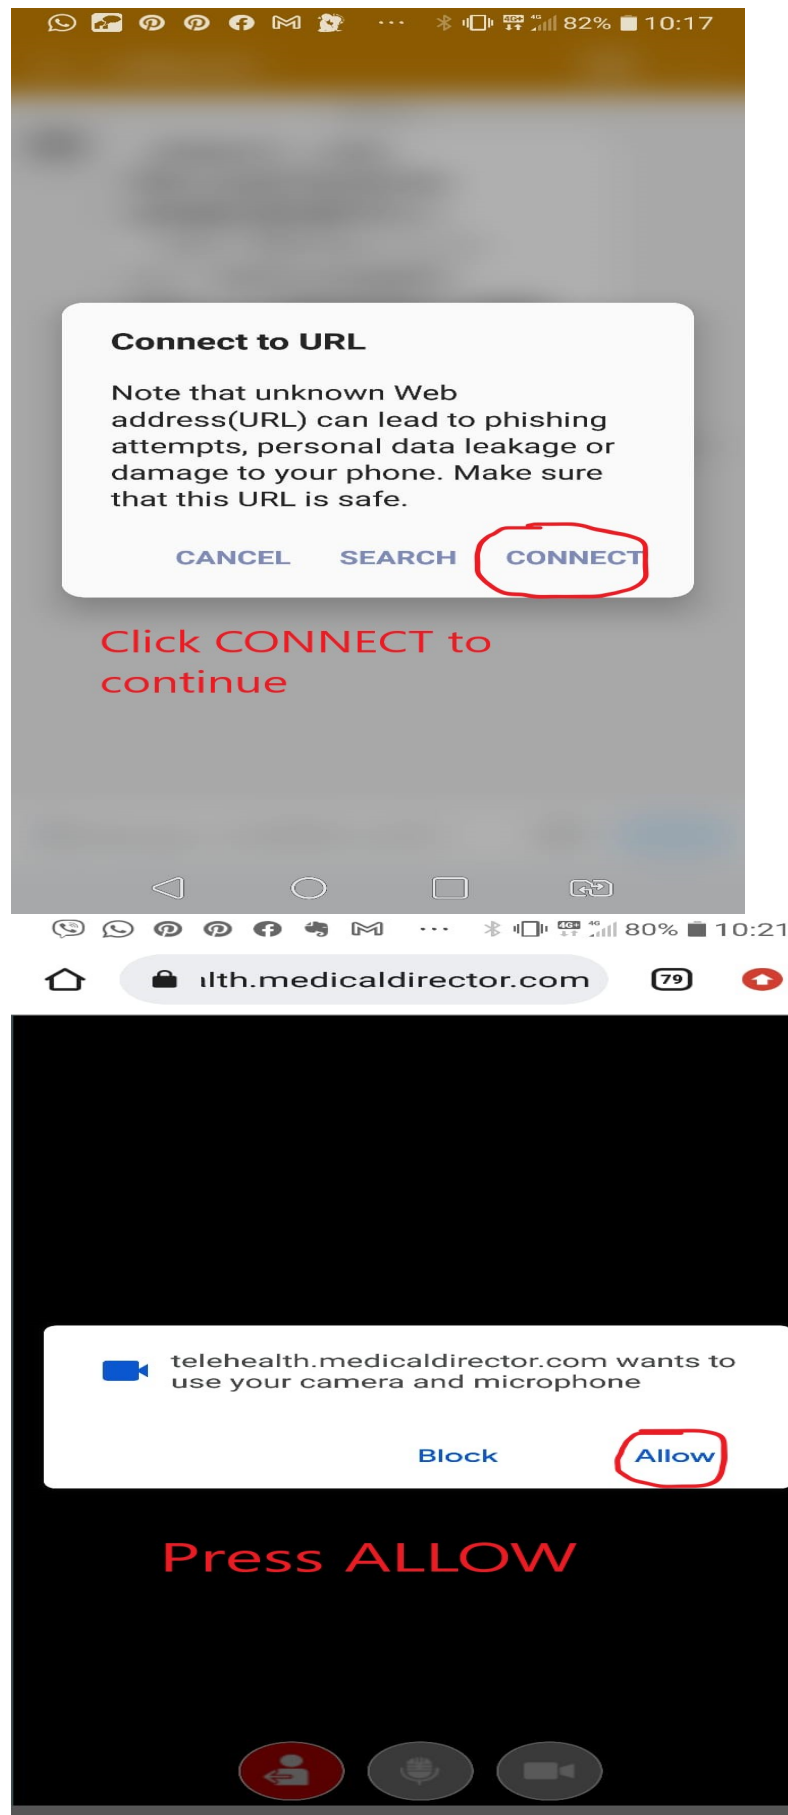 82% 10:17
Connect to URL
Note that unknown Web
address(URL) can lead to phishing
attempts, personal data leakage or
damage to your phone. Make sure
that this URL is safe.
CANCEL SEARCH CONNECT
Click CONNECT to
continue
80% 10:21
lth.medicaldirector.com 79
telehealth.medicaldirector.com wants to
use your camera and microphone
Block Allow
Press ALLOW